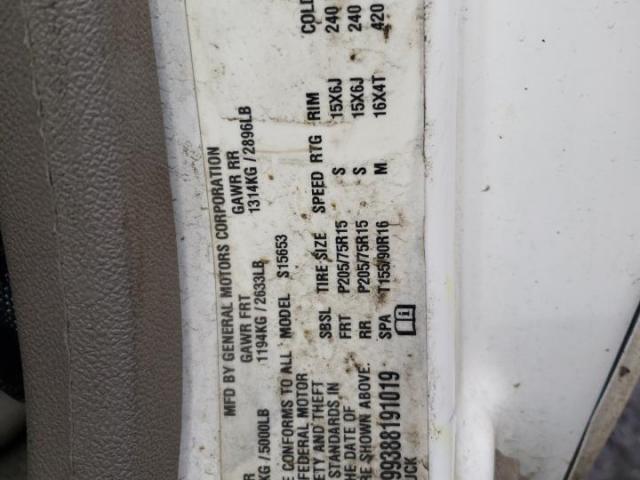 MFD BY GENERAL MOTORS CORPORATION
GAWR FRT GAWR RR
KG/5000LB 1194KG/2633LB 1314KG/2896LB
CONFORMS TO ALL MODEL S15653
FEDERAL MOTOR
AND THEFT SBSL TIRE SIZE SPEED RTG RIM COLD
STANDARDS IN FRT P205/75R15 S 15X6J 240
DATE OF RR P205/75R15 S 15X6J 240
SHOWN ABOVE. SPA T155/90R16 M 16X4T 420
99388191019